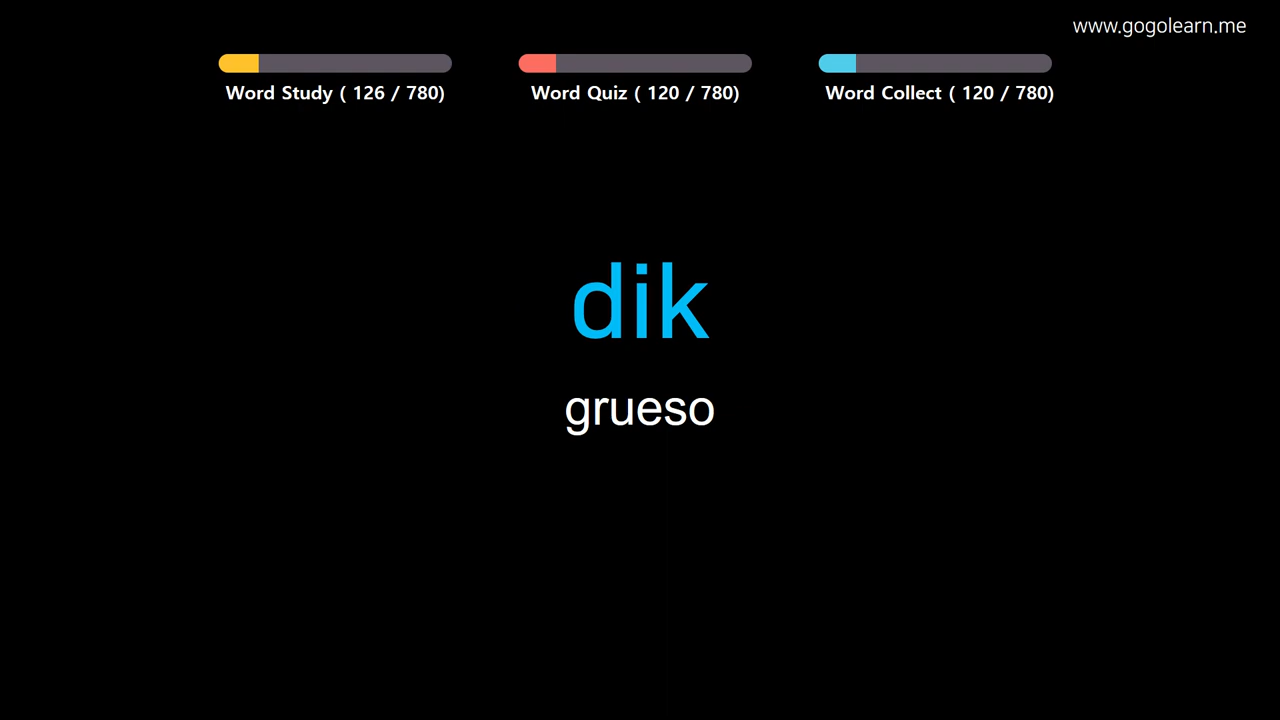 www.gogolearn.me
Word Study ( 126 / 780)
Word Quiz ( 120 / 780)
Word Collect ( 120 / 780)
dik
grueso